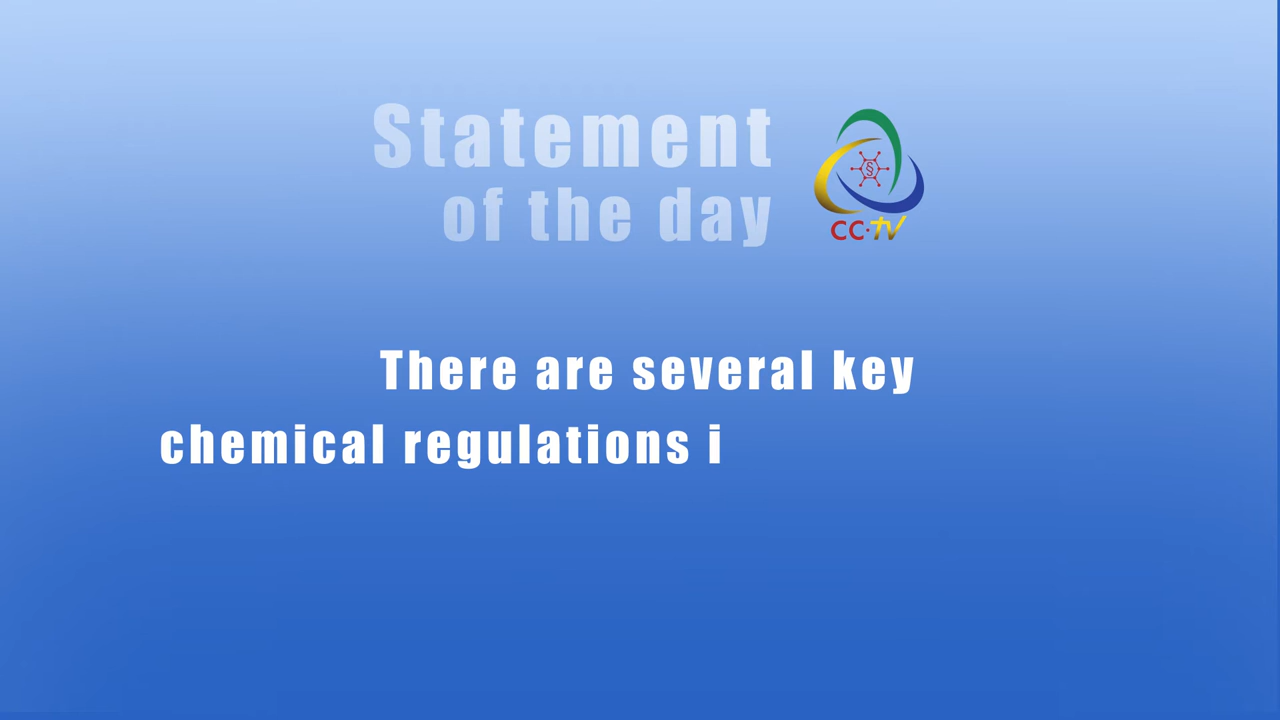 Statement
of the day
§
CC·TV
There are several key
chemical regulations i